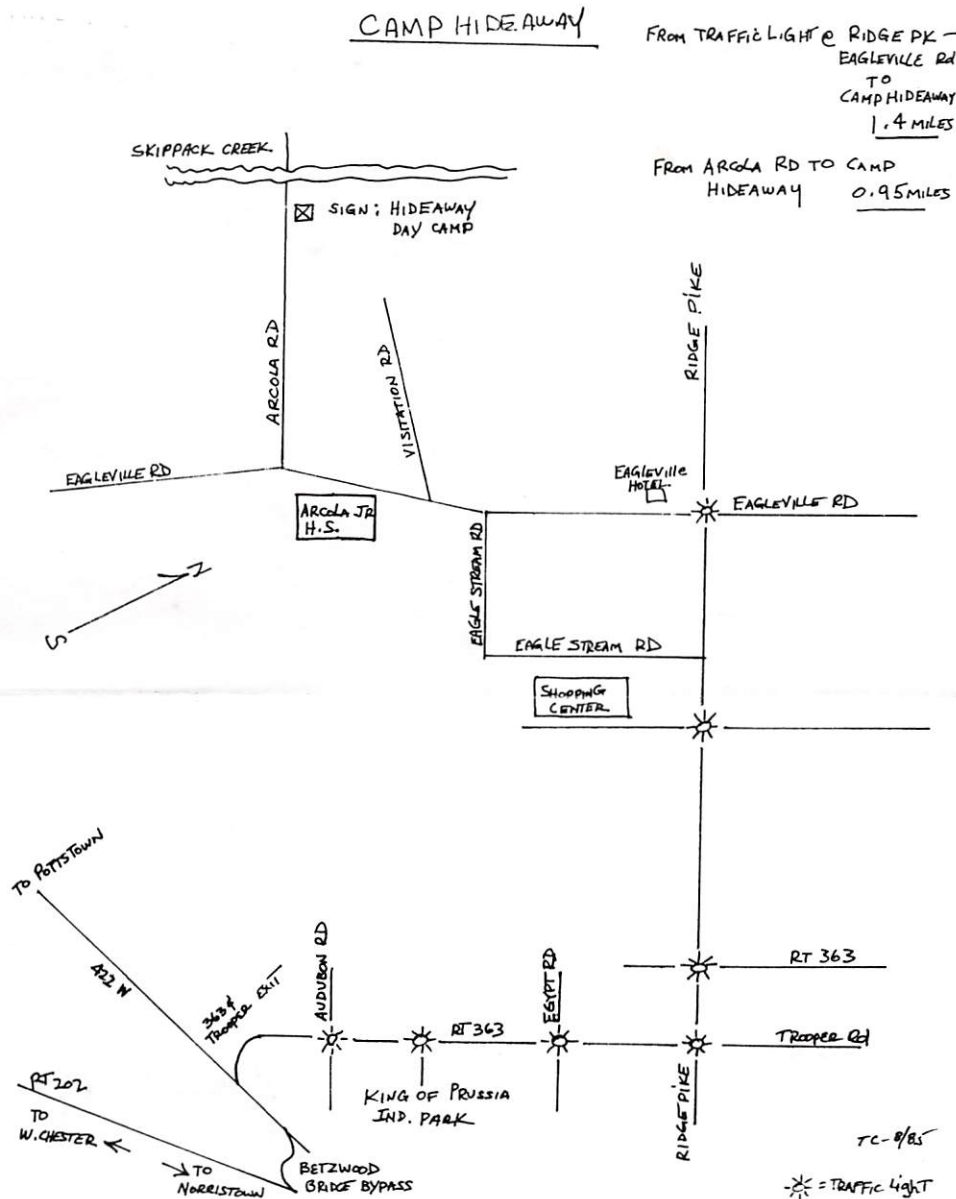 CAMP HIDEAWAY
FROM TRAFFIC LIGHT @ RIDGE PK –
EAGLEVILLE Rd
TO
CAMP HIDEAWAY
1.4 MILES
SKIPPACK CREEK
FROM ARCOLA RD TO CAMP
HIDEAWAY 0.95 MILES
SIGN: HIDEAWAY
DAY CAMP
RIDGE PIKE
ARCOLA RD
VISITATION RD
EAGLEVILLE RD
EAGLEVILLE
HOTEL
EAGLEVILLE RD
ARCOLA JR
H.S.
EAGLE STREAM RD
N
S
EAGLE STREAM RD
SHOPPING
CENTER
TO POTTSTOWN
422 W
363 &
TROOPER EXIT
AUDUBON RD
EGYPT RD
RT 363
RT 363
TROOPER Rd
RT 202
KING OF PRUSSIA
IND. PARK
RIDGE PIKE
TO
W. CHESTER
TO
NORRISTOWN
BETZWOOD
BRIDGE BYPASS
TC-8/85
= TRAFFIC LIGHT